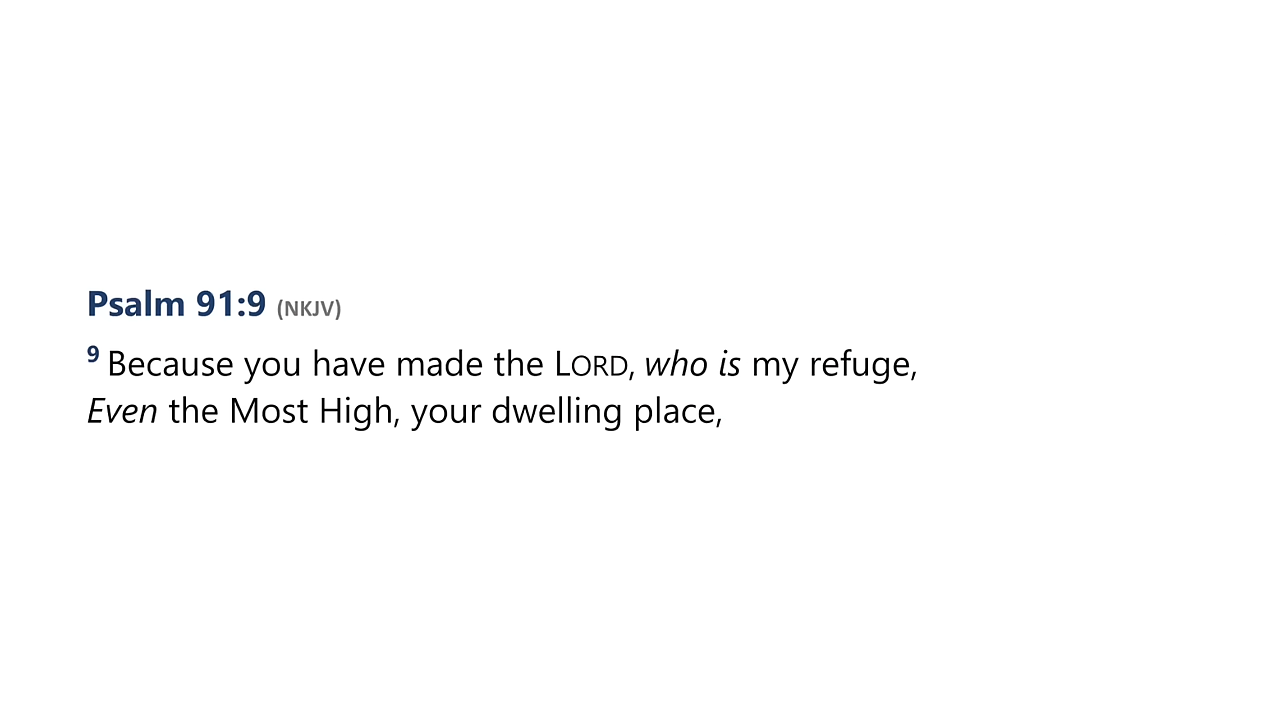 Psalm 91:9 (NKJV)
9 Because you have made the LORD, who is my refuge,
Even the Most High, your dwelling place,